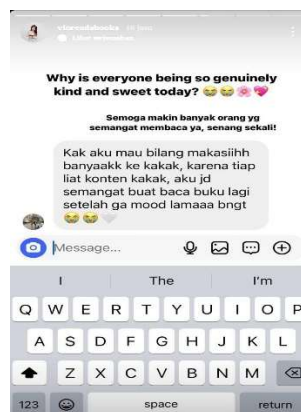 Why is everyone being so genuinely
kind and sweet today? 😂😂🌸💖
Semoga makin banyak orang yg
semangat membaca ya, senang sekali!
Kak aku mau bilang makasiihh
banyaakk ke kakak, karena tiap
liat konten kakak, aku jd
semangat buat baca buku lagi
setelah ga mood lamaaa bngt
😭😭🤍
Message...
I The I'm
Q W E R T Y U I O P
A S D F G H J K L
Z X C V B N M
123 space return